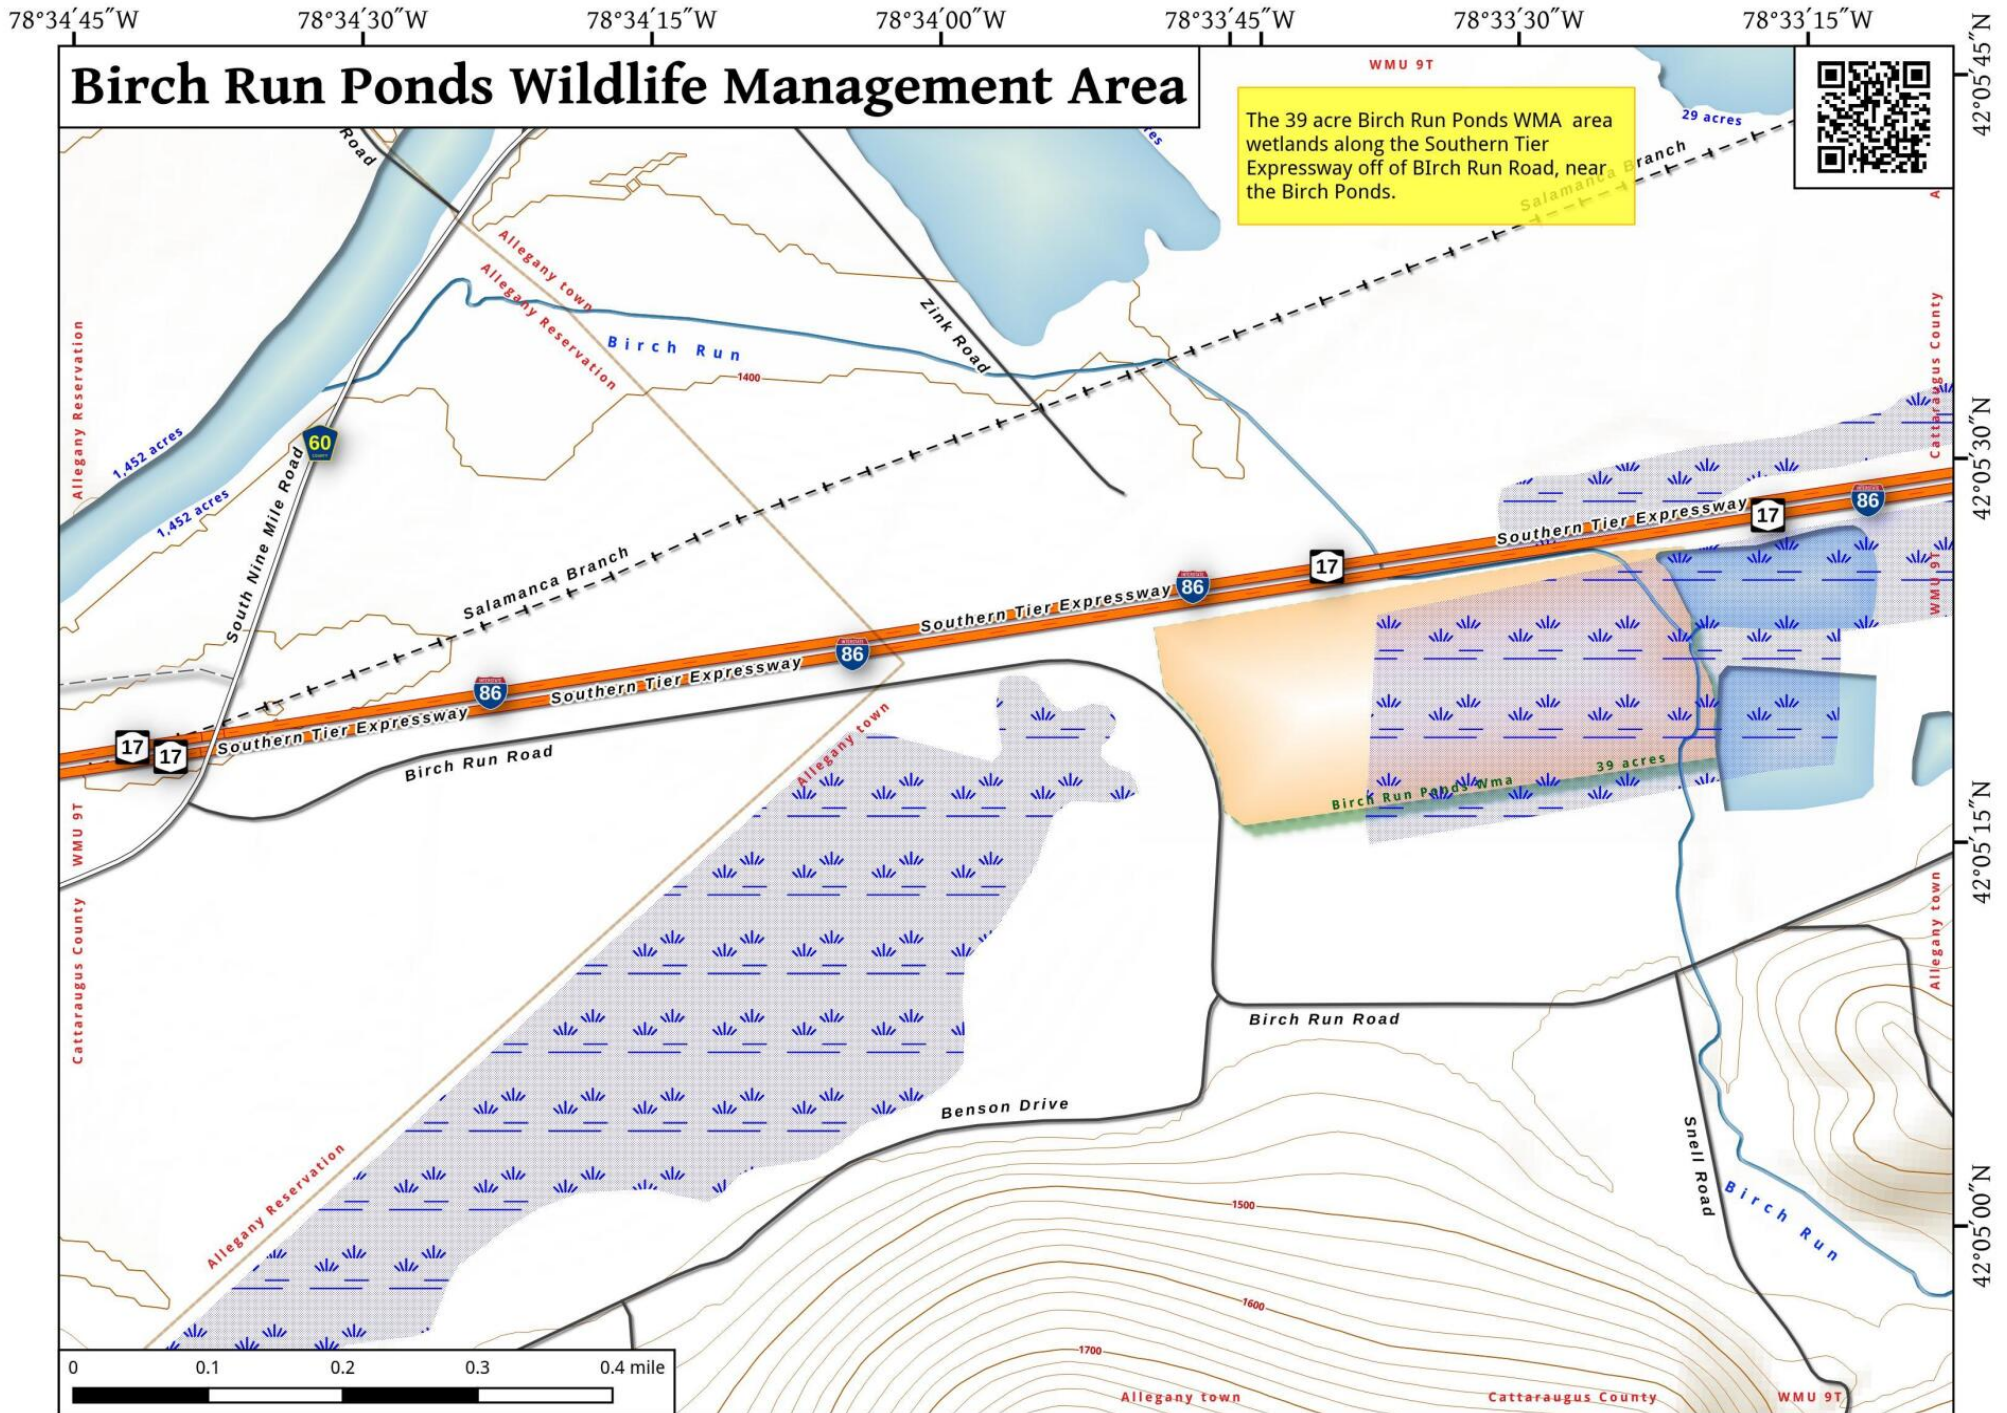 78°34′45″W
78°34′30″W
78°34′15″W
78°34′00″W
78°33′45″W
78°33′30″W
78°33′15″W
42°05′45″N
Birch Run Ponds Wildlife Management Area
WMU 9T
The 39 acre Birch Run Ponds WMA area
wetlands along the Southern Tier
Expressway off of BIrch Run Road, near
the Birch Ponds.
29 acres
Salamanca Branch
Road
Allegany town
Allegany Reservation
Birch Run
Zink Road
1400
Allegany Reservation
Cattaraugus County
42°05′30″N
1,452 acres
1,452 acres
60
South Nine Mile Road
Salamanca Branch
Southern Tier Expressway
17
86
Southern Tier Expressway
86
17
Southern Tier Expressway
86
Southern Tier Expressway
86
17
17
WMU 9T
Birch Run Road
Allegany town
Birch Run Ponds Wma
39 acres
WMU 9T
42°05′15″N
Cattaraugus County
Allegany town
Birch Run Road
Benson Drive
Snell Road
Birch Run
Allegany Reservation
42°05′00″N
1500
1600
1700
0
0.1
0.2
0.3
0.4 mile
Allegany town
Cattaraugus County
WMU 9T